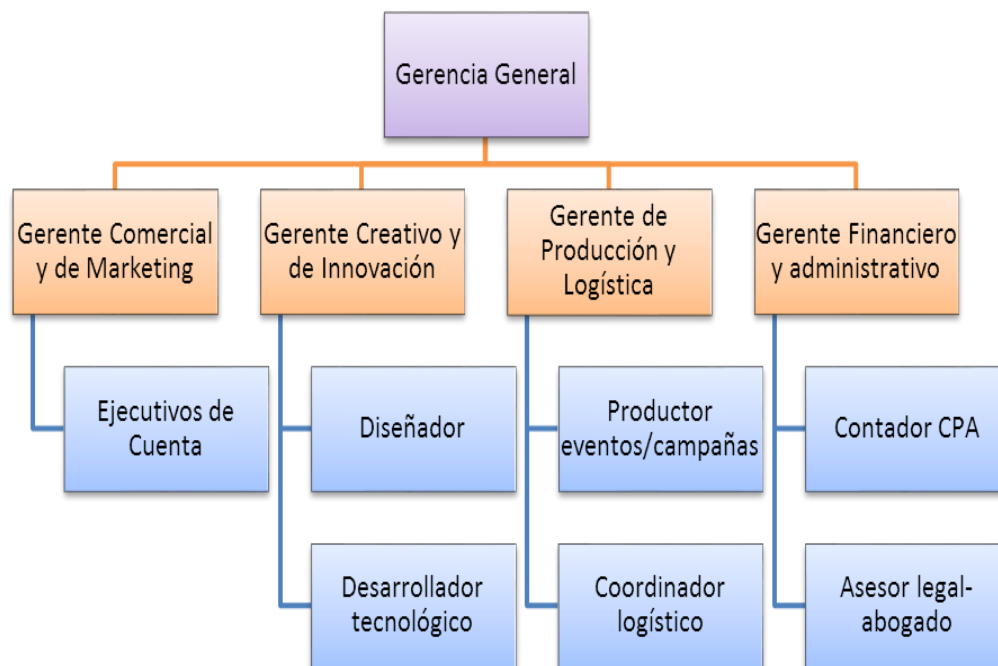 Gerencia General
Gerente Comercial
y de Marketing
Gerente Creativo y
de Innovación
Gerente de
Producción y
Logística
Gerente Financiero
y administrativo
Ejecutivos de
Cuenta
Diseñador
Productor
eventos/campañas
Contador CPA
Desarrollador
tecnológico
Coordinador
logístico
Asesor legal-
abogado